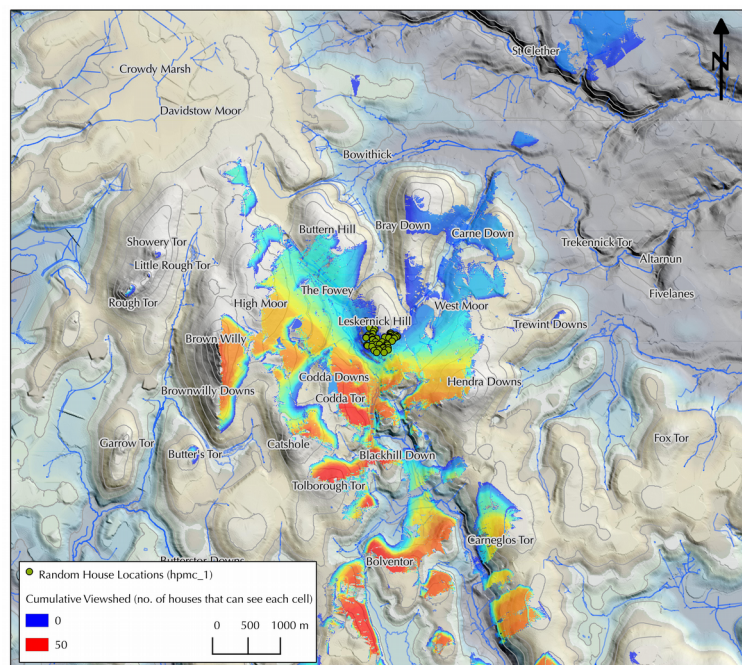 St Clether
N
Crowdy Marsh
Davidstow Moor
Bowithick
Buttern Hill
Bray Down
Carne Down
Showery Tor
Trekennick Tor
Altarnun
Little Rough Tor
Fivelanes
Rough Tor
The Fowey
High Moor
West Moor
Leskernick Hill
Trewint Downs
Brown Willy
Codda Downs
Hendra Downs
Brownwilly Downs
Codda Tor
Garrow Tor
Catshole
Fox Tor
Butter's Tor
Blackhill Down
Tolborough Tor
Carneglos Tor
Butterstor Downs
Bolventor
Random House Locations (hpmc_1)
Cumulative Viewshed (no. of houses that can see each cell)
0
50
0 500 1000 m